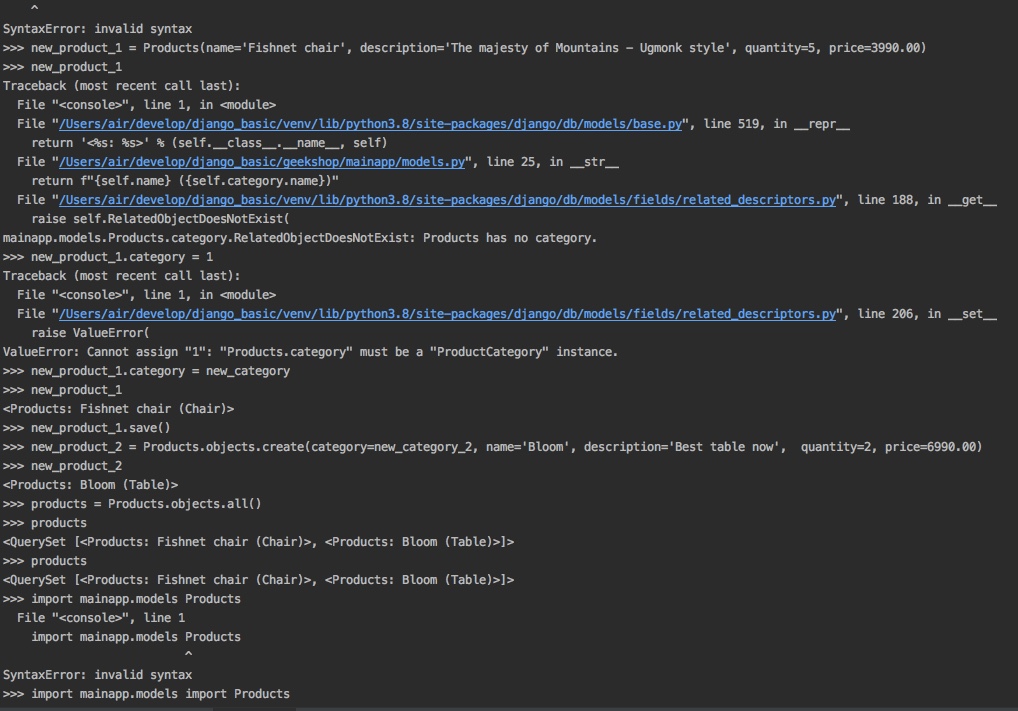 ^
SyntaxError: invalid syntax
>>> new_product_1 = Products(name='Fishnet chair', description='The majesty of Mountains - Ugmonk style', quantity=5, price=3990.00)
>>> new_product_1
Traceback (most recent call last):
  File "<console>", line 1, in <module>
  File "/Users/air/develop/django_basic/venv/lib/python3.8/site-packages/django/db/models/base.py", line 519, in __repr__
    return '<%s: %s>' % (self.__class__.__name__, self)
  File "/Users/air/develop/django_basic/geekshop/mainapp/models.py", line 25, in __str__
    return f"{self.name} ({self.category.name})"
  File "/Users/air/develop/django_basic/venv/lib/python3.8/site-packages/django/db/models/fields/related_descriptors.py", line 188, in __get__
    raise self.RelatedObjectDoesNotExist(
mainapp.models.Products.category.RelatedObjectDoesNotExist: Products has no category.
>>> new_product_1.category = 1
Traceback (most recent call last):
  File "<console>", line 1, in <module>
  File "/Users/air/develop/django_basic/venv/lib/python3.8/site-packages/django/db/models/fields/related_descriptors.py", line 206, in __set__
    raise ValueError(
ValueError: Cannot assign "1": "Products.category" must be a "ProductCategory" instance.
>>> new_product_1.category = new_category
>>> new_product_1
<Products: Fishnet chair (Chair)>
>>> new_product_1.save()
>>> new_product_2 = Products.objects.create(category=new_category_2, name='Bloom', description='Best table now',  quantity=2, price=6990.00)
>>> new_product_2
<Products: Bloom (Table)>
>>> products = Products.objects.all()
>>> products
<QuerySet [<Products: Fishnet chair (Chair)>, <Products: Bloom (Table)>]>
>>> products
<QuerySet [<Products: Fishnet chair (Chair)>, <Products: Bloom (Table)>]>
>>> import mainapp.models Products
  File "<console>", line 1
    import mainapp.models Products
                          ^
SyntaxError: invalid syntax
>>> import mainapp.models import Products